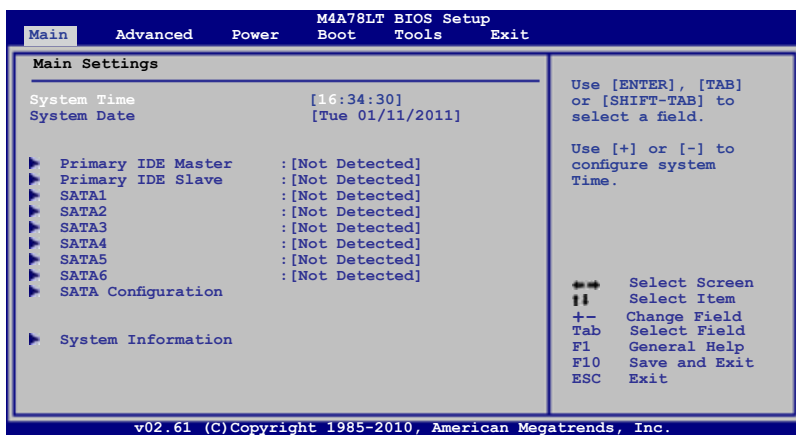 M4A78LT BIOS Setup
Main Advanced Power Boot Tools Exit
Main Settings
System Time [16:34:30]
System Date [Tue 01/11/2011]
Primary IDE Master :[Not Detected]
Primary IDE Slave :[Not Detected]
SATA1 :[Not Detected]
SATA2 :[Not Detected]
SATA3 :[Not Detected]
SATA4 :[Not Detected]
SATA5 :[Not Detected]
SATA6 :[Not Detected]
SATA Configuration
System Information
Use [ENTER], [TAB]
or [SHIFT-TAB] to
select a field.
Use [+] or [-] to
configure system
Time.
←→ Select Screen
↑↓ Select Item
+- Change Field
Tab Select Field
F1 General Help
F10 Save and Exit
ESC Exit
v02.61 (C)Copyright 1985-2010, American Megatrends, Inc.